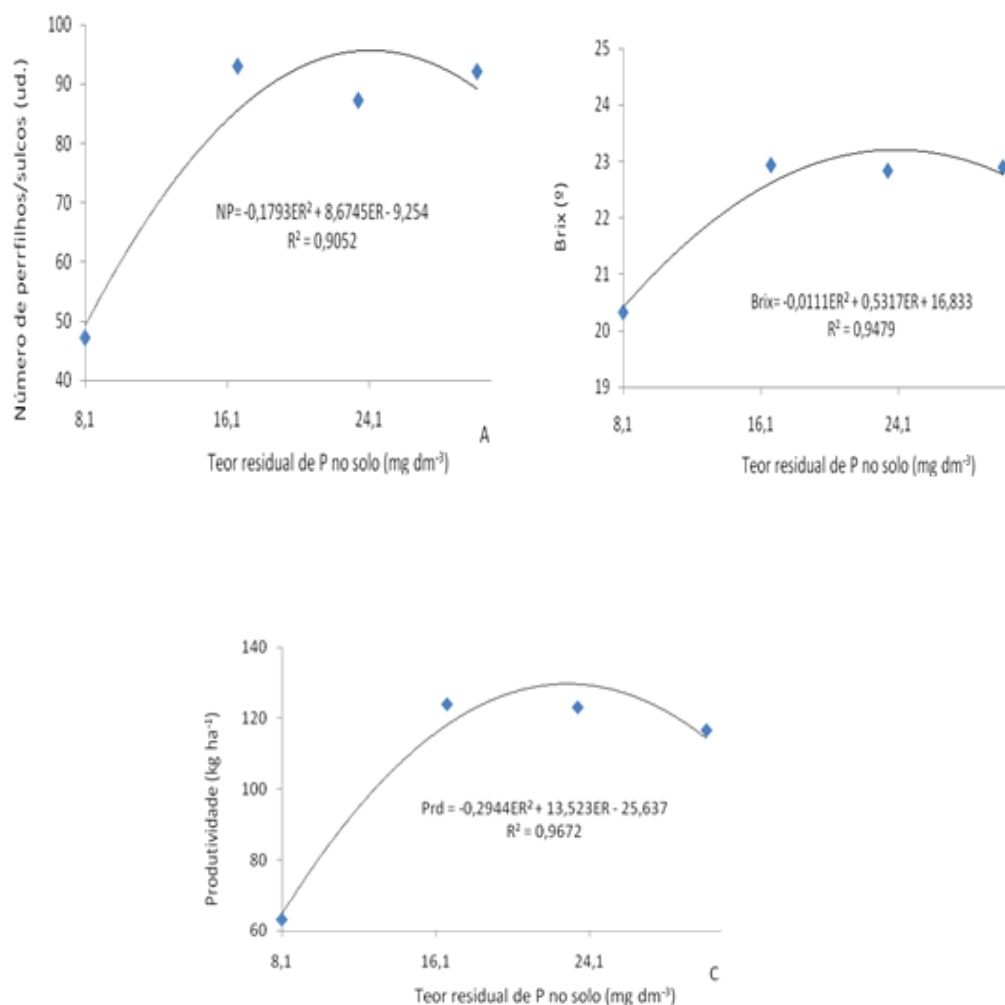 Número de perrfilhos/sulcos (ud.)
100
90
80
70
60
50
40
NP= -0,1793ER² + 8,6745ER - 9,254
R² = 0,9052
8,1
16,1
24,1
A
Teor residual de P no solo (mg dm⁻³)
Brix (º)
25
24
23
22
21
20
19
Brix= -0,0111ER² + 0,5317ER + 16,833
R² = 0,9479
8,1
16,1
24,1
Teor residual de P no solo (mg dm⁻³)
Produtividade (kg ha⁻¹)
140
120
100
80
60
Prd = -0,2944ER² + 13,523ER - 25,637
R² = 0,9672
8,1
16,1
24,1
C
Teor residual de P no solo (mg dm⁻³)